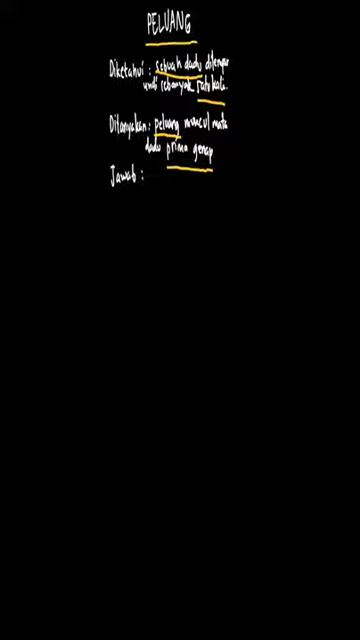 PELUANG
Diketahui : sebuah dadu dilempar
undi sebanyak satu kali.
Ditanyakan : peluang muncul mata
dadu prima genap
Jawab :